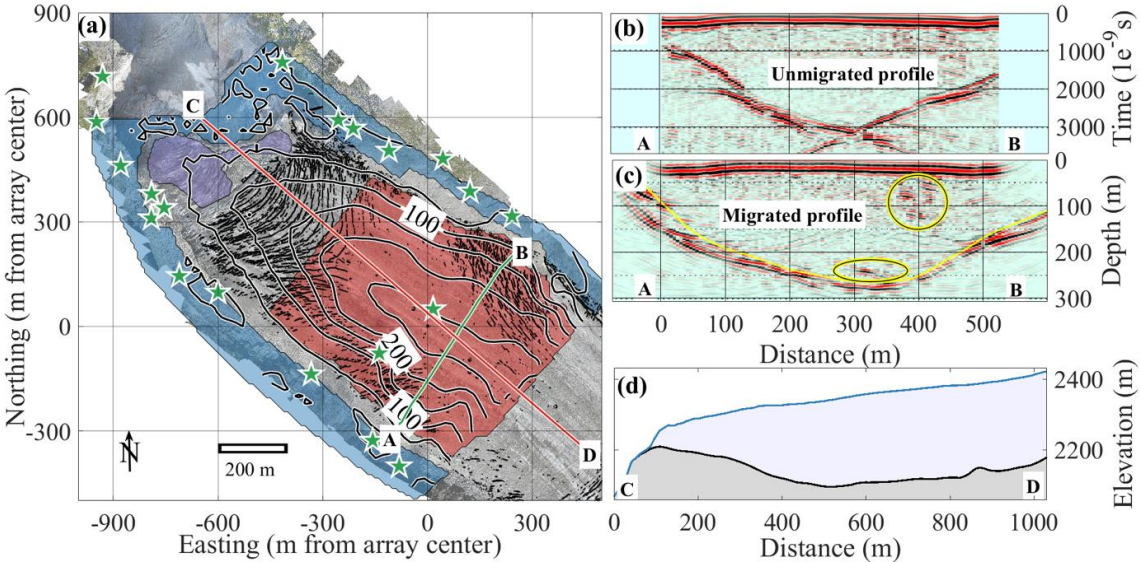 (a)
900
600
300
0
-300
Northing (m from array center)
C
100
B
200
100
A
D
N
200 m
-900
-600
-300
0
300
Easting (m from array center)
(b)
Unmigrated profile
A
B
0
1000
2000
3000
Time (1e⁻⁹ s)
(c)
Migrated profile
A
B
0
100
200
300
Depth (m)
0
100
200
300
400
500
Distance (m)
(d)
C
D
2400
2200
Elevation (m)
0
200
400
600
800
1000
Distance (m)